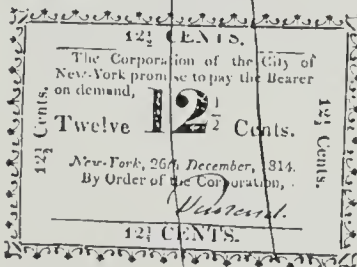 12½ CENTS.
The Corporation of the City of
New-York promise to pay the Bearer
on demand,
Twelve 12½ Cents.
New-York, 26th December, 1814.
By Order of the Corporation,
12½ CENTS.
12½ Cents.
12½ Cents.